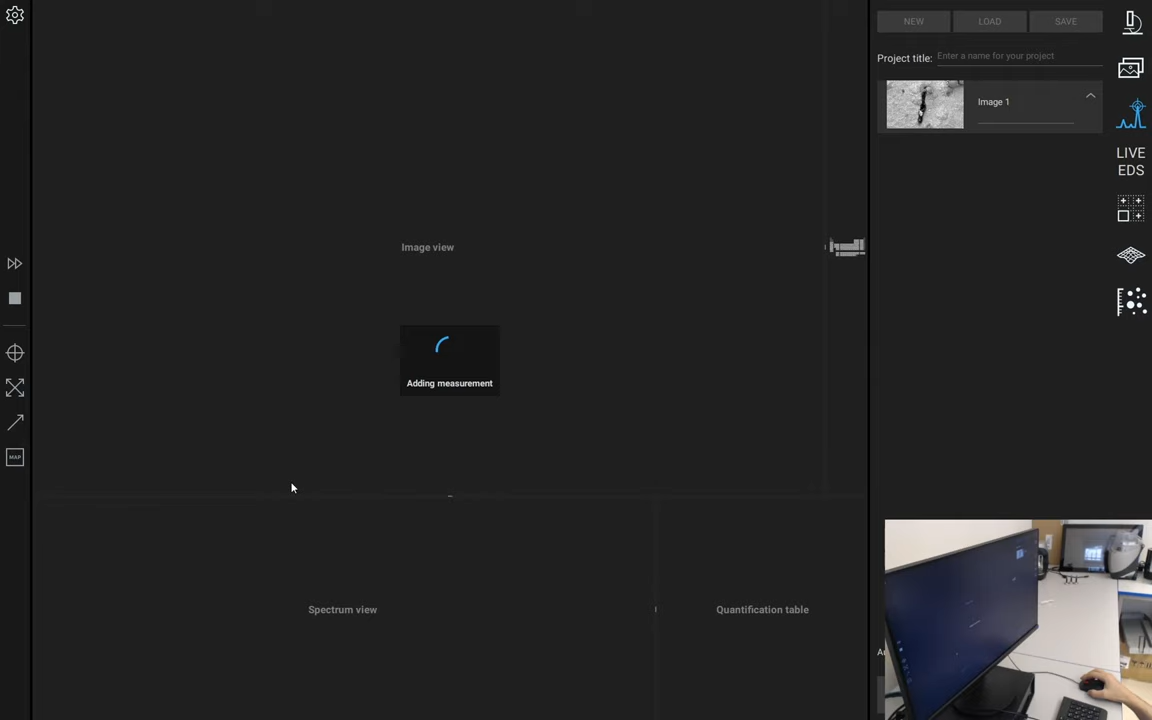 NEW LOAD SAVE
Project title: Enter a name for your project
Image 1
LIVE
EDS
Image view
Adding measurement
MAP
Spectrum view
Quantification table